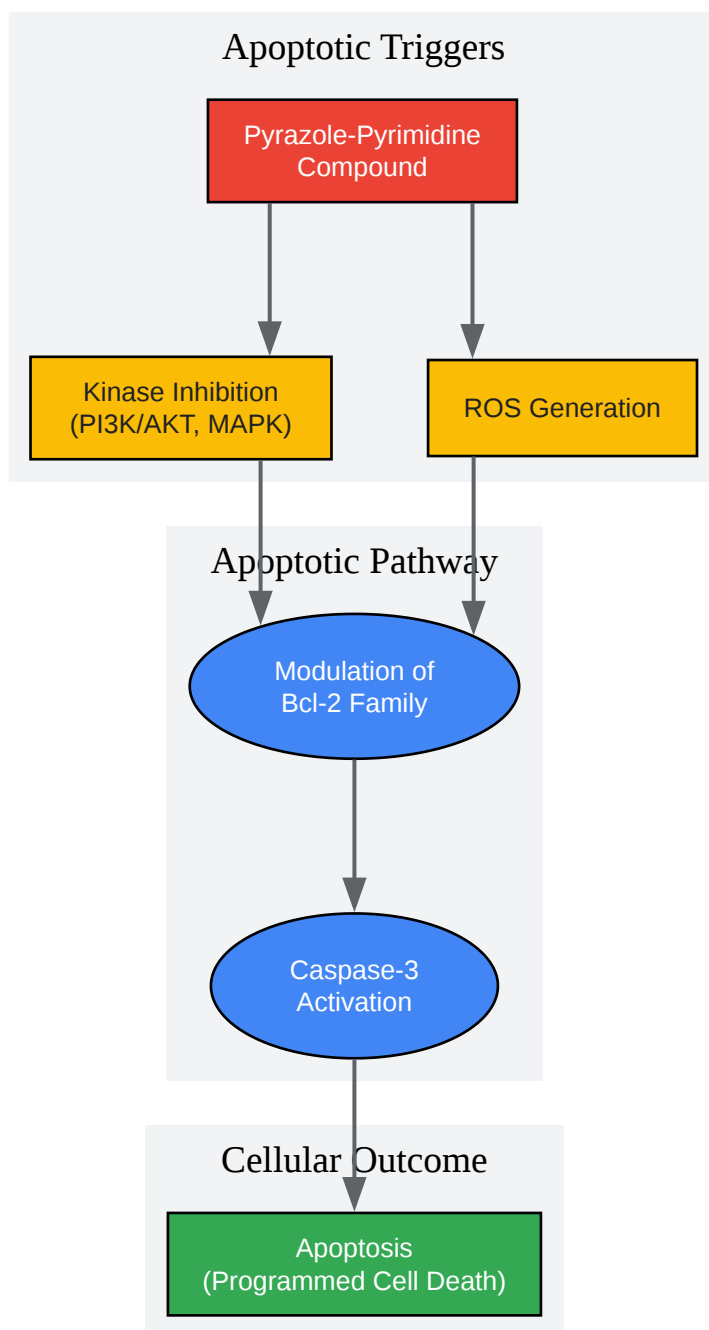 Apoptotic Triggers
Pyrazole-Pyrimidine
Compound
Kinase Inhibition
(PI3K/AKT, MAPK)
ROS Generation
Apoptotic Pathway
Modulation of
Bcl-2 Family
Caspase-3
Activation
Cellular Outcome
Apoptosis
(Programmed Cell Death)